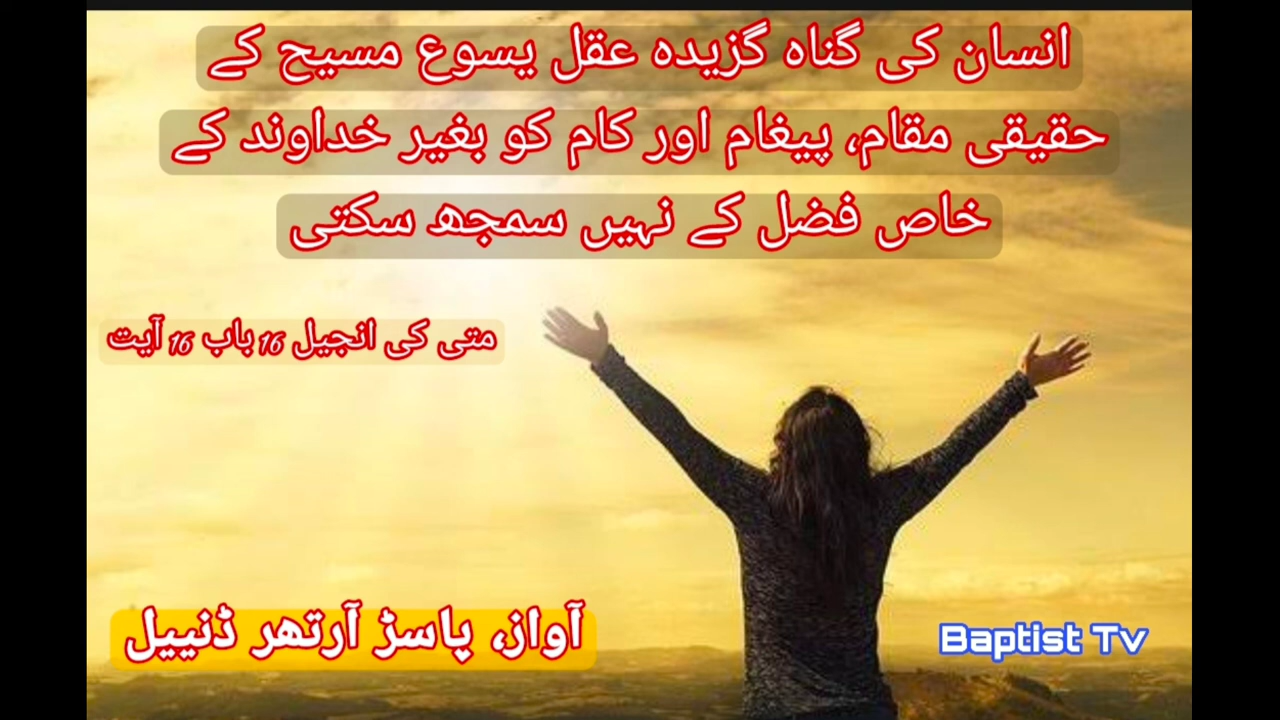 انسان کی گناہ گزیدہ عقل یسوع مسیح کے
حقیقی مقام، پیغام اور کام کو بغیر خداوند کے
خاص فضل کے نہیں سمجھ سکتی
متی کی انجیل 16 باب 16 آیت
آواز، پاسڑ آرتھر ڈنییل
Baptist Tv